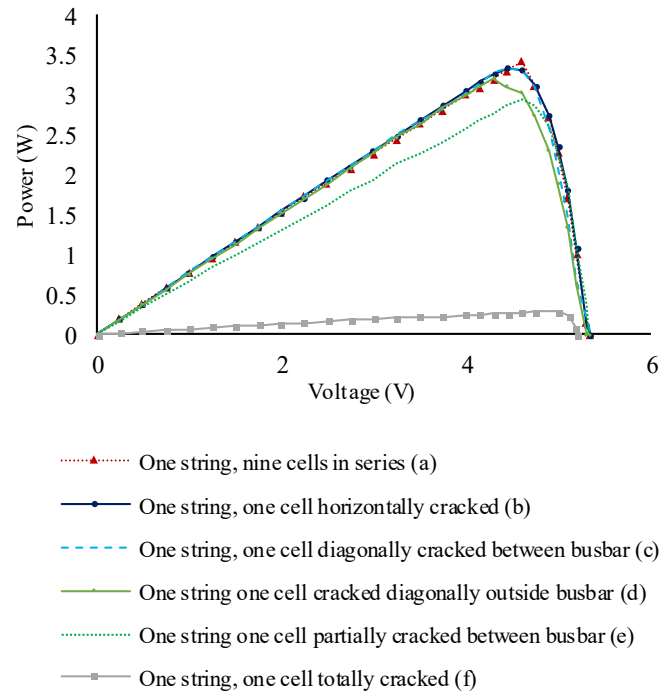 4
3.5
3
2.5
2
1.5
1
0.5
0
Power (W)
0 2 4 6
Voltage (V)
One string, nine cells in series (a)
One string, one cell horizontally cracked (b)
One string, one cell diagonally cracked between busbar (c)
One string one cell cracked diagonally outside busbar (d)
One string one cell partially cracked between busbar (e)
One string, one cell totally cracked (f)